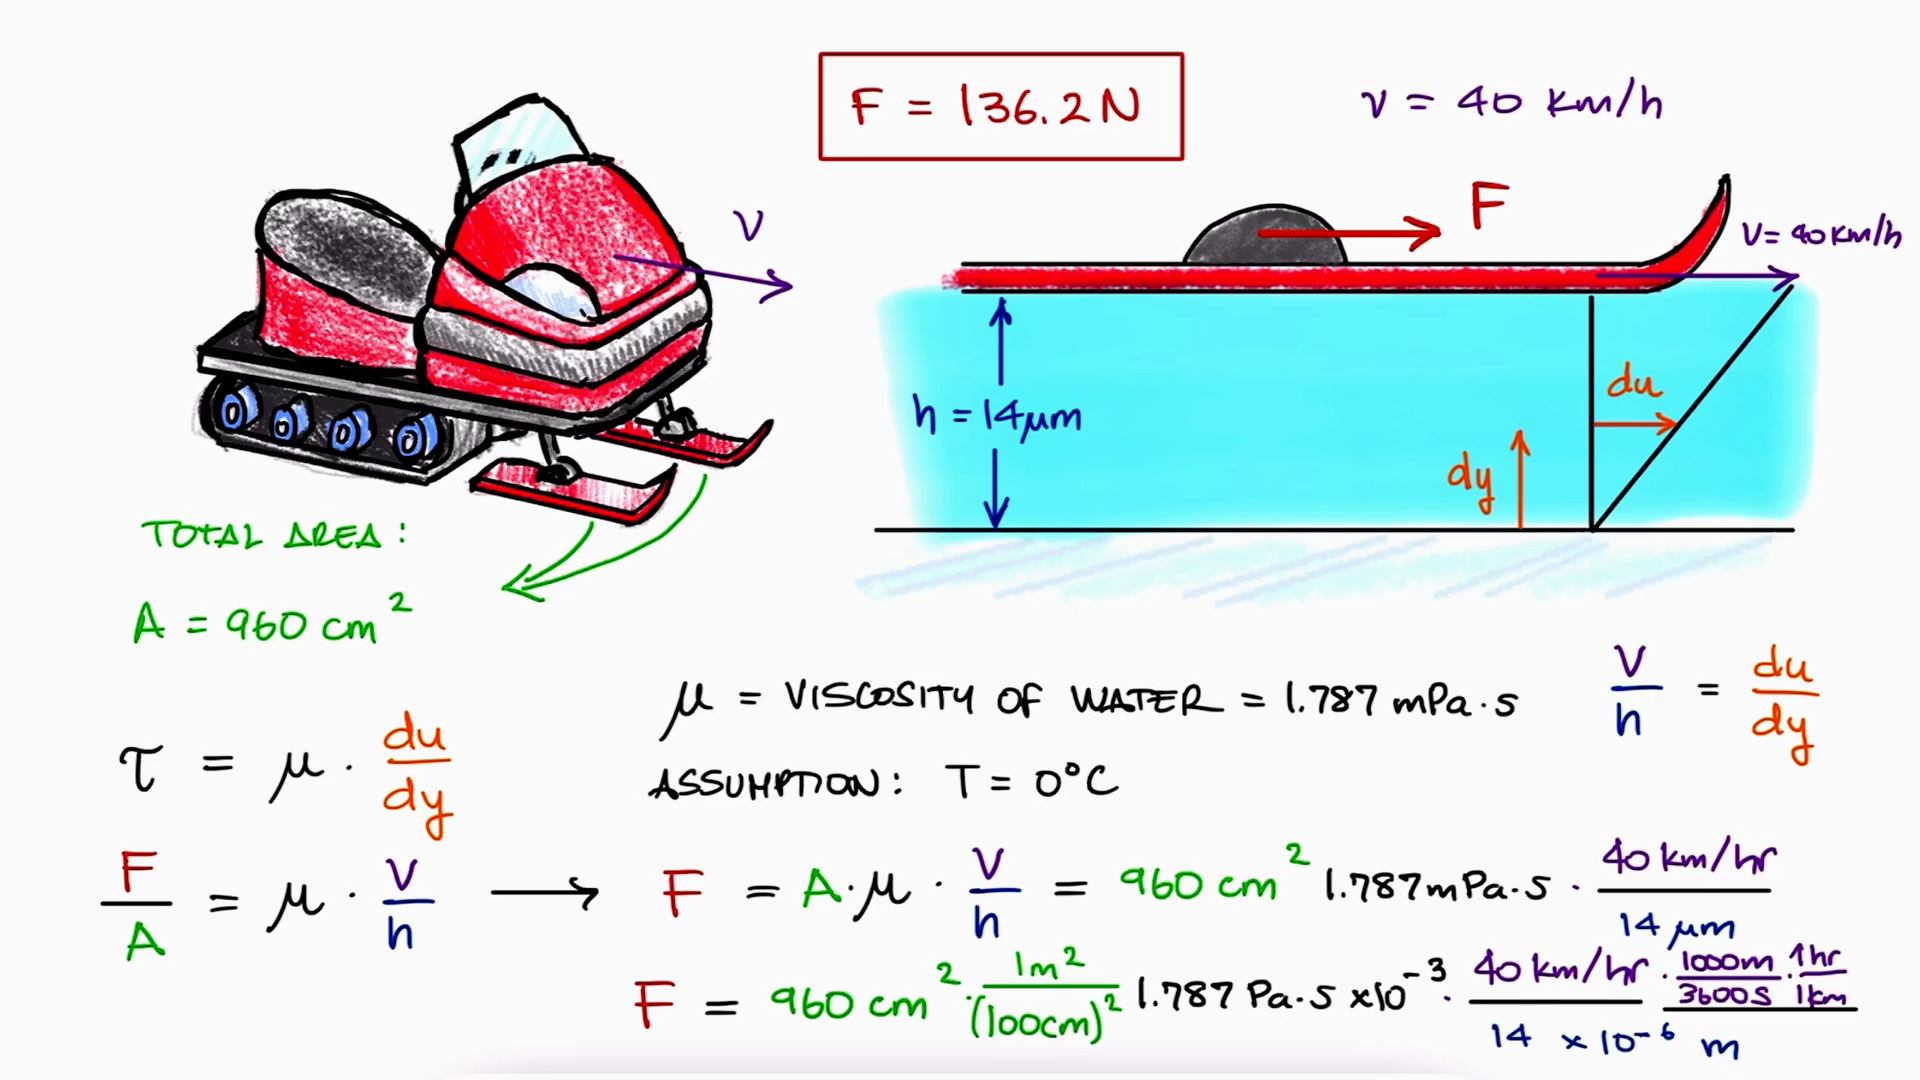 F = 136.2 N
v = 40 km/h
V
F
V = 40 km/h
h = 14 μm
du
dy
TOTAL AREA:
A = 960 cm²
μ = VISCOSITY OF WATER = 1.787 mPa·s
V/h = du/dy
τ = μ · du/dy
ASSUMPTION: T = 0°C
F/A = μ · V/h → F = A·μ · V/h = 960 cm² 1.787 mPa·s · 40 km/hr / 14 μm
F = 960 cm² · 1m²/(100cm)² 1.787 Pa·s x10⁻³ · 40 km/hr · 1000m/3600s · 1hr/1km / 14 x10⁻⁶ m